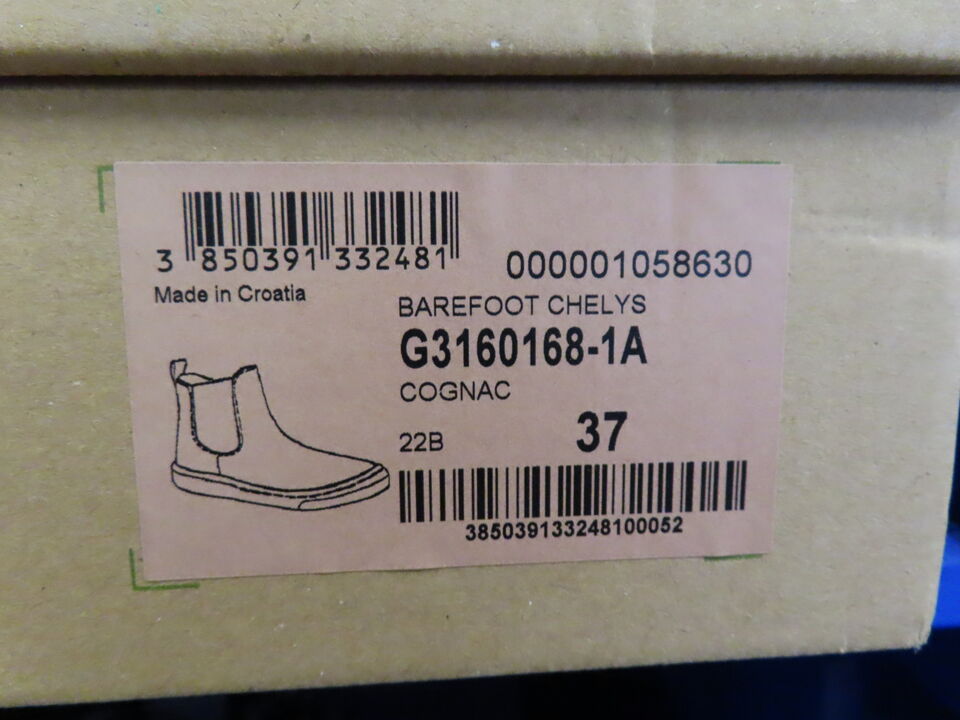 3 850391 332481
000001058630
Made in Croatia
BAREFOOT CHELYS
G3160168-1A
COGNAC
22B 37
385039133248100052